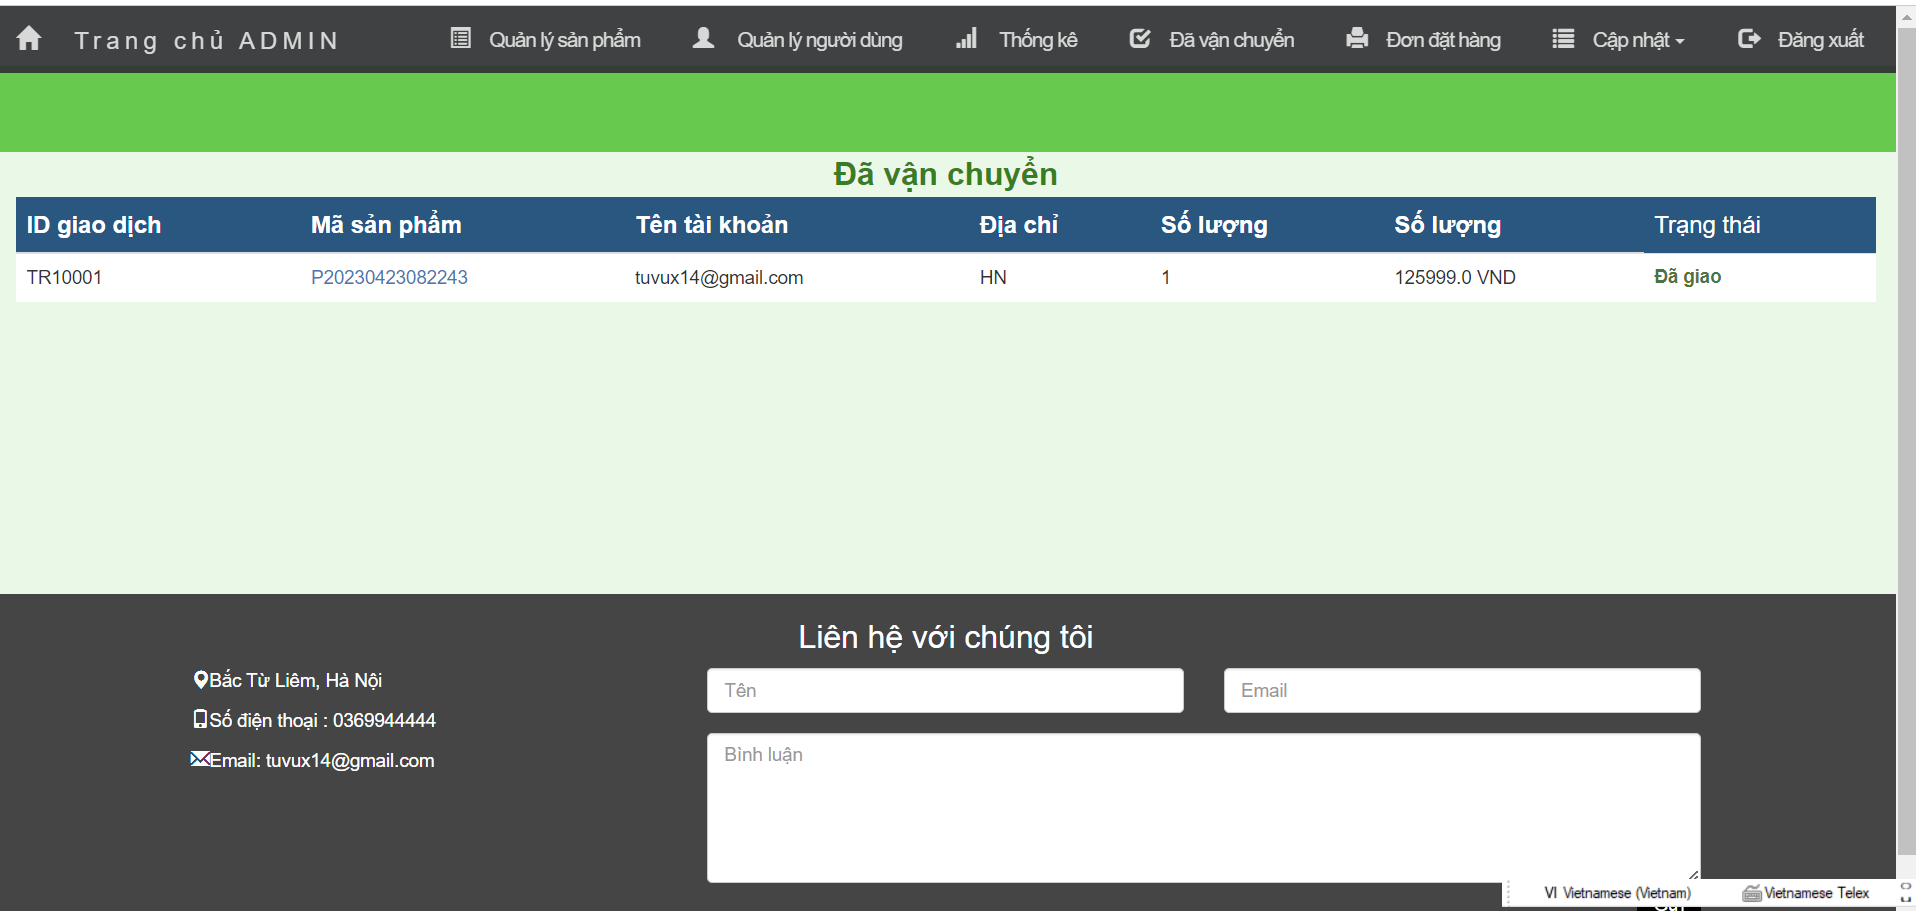 Trang chủ ADMIN Quản lý sản phẩm Quản lý người dùng Thống kê Đã vận chuyển Đơn đặt hàng Cập nhật Đăng xuất
Đã vận chuyển
ID giao dịch Mã sản phẩm Tên tài khoản Địa chỉ Số lượng Số lượng Trạng thái
TR10001 P20230423082243 tuvux14@gmail.com HN 1 125999.0 VND Đã giao
Liên hệ với chúng tôi
Bắc Từ Liêm, Hà Nội
Số điện thoại : 0369944444
Email: tuvux14@gmail.com
Tên Email
Bình luận
VI Vietnamese (Vietnam) Vietnamese Telex